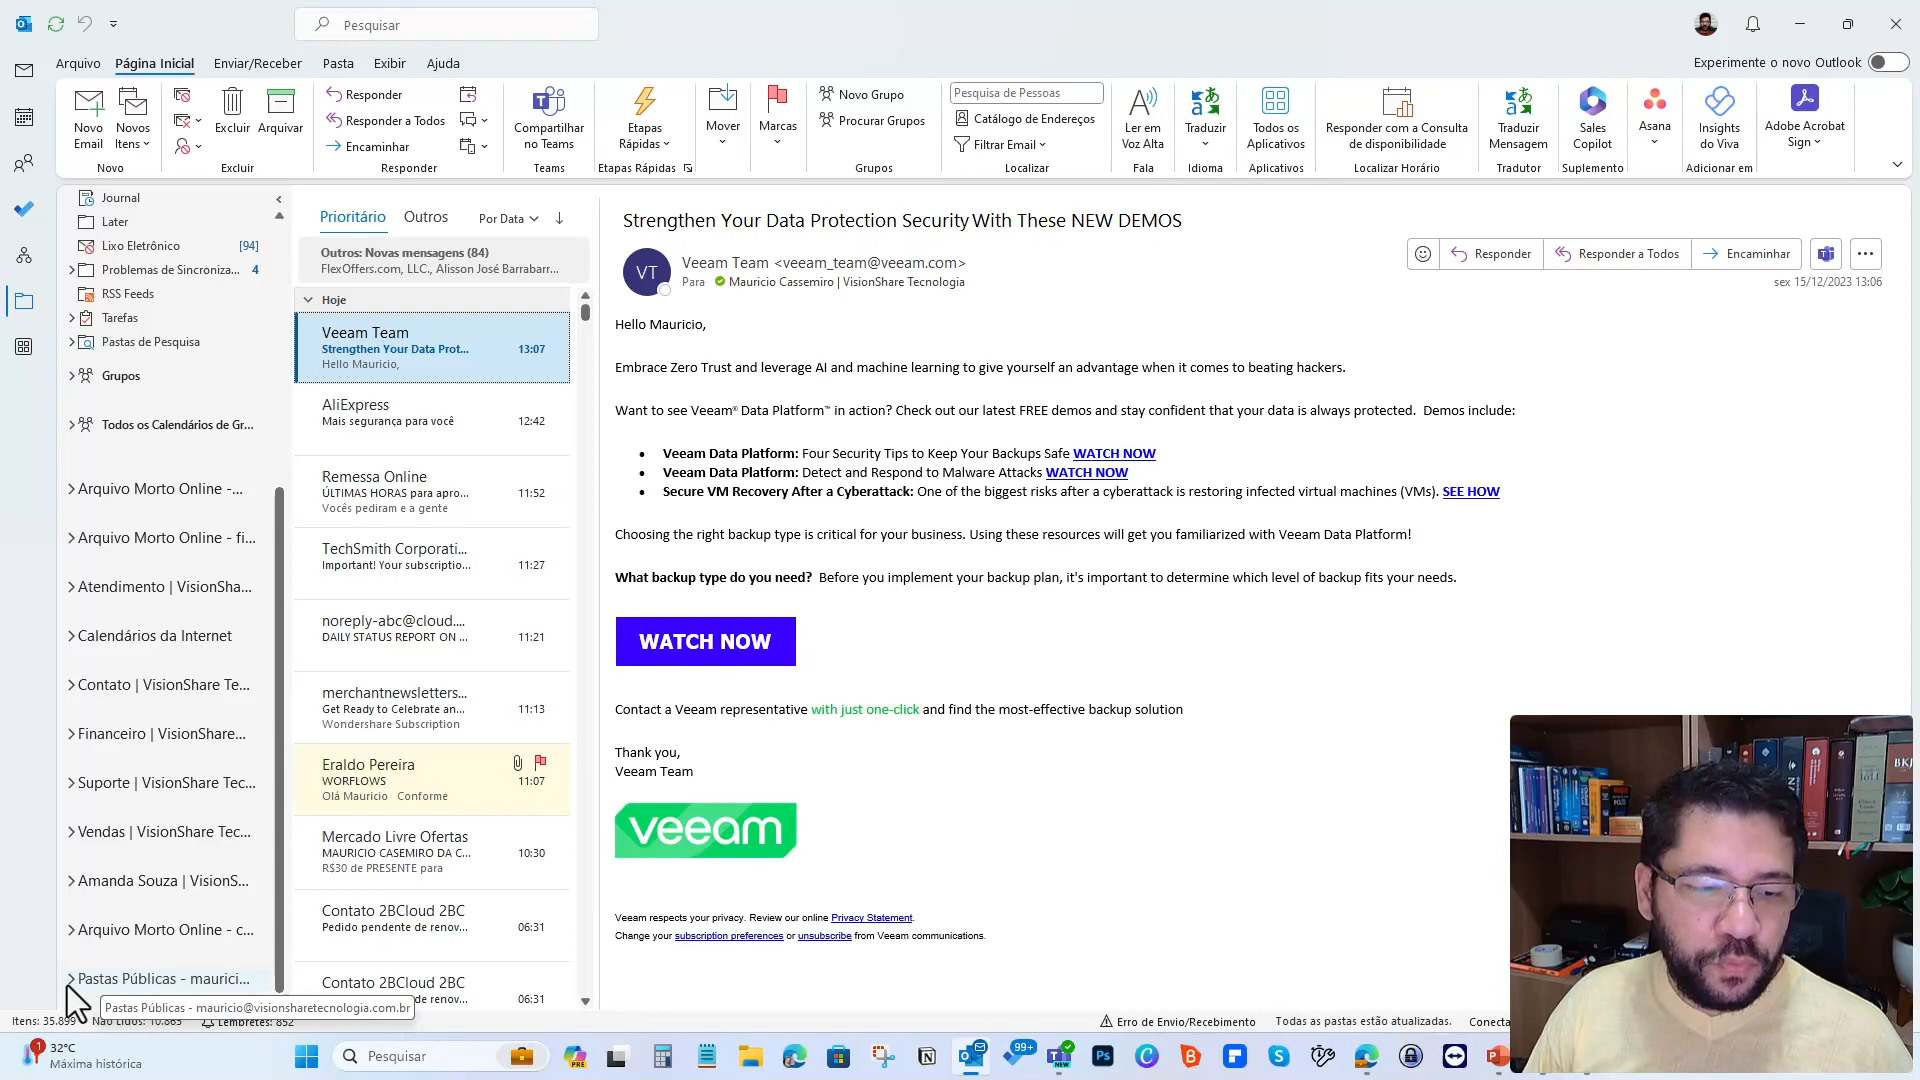 Pesquisar
Arquivo
Página Inicial
Enviar/Receber
Pasta
Exibir
Ajuda
Experimente o novo Outlook
Novo Email
Novos Itens
Novo
Excluir
Arquivar
Excluir
Responder
Responder a Todos
Encaminhar
Responder
Compartilhar no Teams
Teams
Etapas Rápidas
Etapas Rápidas
Mover
Marcas
Novo Grupo
Procurar Grupos
Grupos
Pesquisa de Pessoas
Catálogo de Endereços
Filtrar Email
Localizar
Ler em Voz Alta
Fala
Traduzir
Idioma
Todos os Aplicativos
Aplicativos
Responder com a Consulta de disponibilidade
Localizar Horário
Traduzir Mensagem
Tradutor
Sales Copilot
Suplemento
Asana
Insights do Viva
Adicionar em
Adobe Acrobat Sign
Journal
Later
Lixo Eletrônico [94]
Problemas de Sincroniza... 4
RSS Feeds
Tarefas
Pastas de Pesquisa
Grupos
Todos os Calendários de Gr...
Arquivo Morto Online -...
Arquivo Morto Online - fi...
Atendimento | VisionSha...
Calendários da Internet
Contato | VisionShare Te...
Financeiro | VisionShare...
Suporte | VisionShare Tec...
Vendas | VisionShare Tec...
Amanda Souza | VisionS...
Arquivo Morto Online - c...
Pastas Públicas - maurici...
Pastas Públicas - mauricio@visionsharetecnologia.com.br
Prioritário
Outros
Por Data
Outros: Novas mensagens (84)
FlexOffers.com, LLC., Alisson José Barrabarr...
Hoje
Veeam Team
Strengthen Your Data Prot... 13:07
Hello Mauricio,
AliExpress
Mais segurança para você 12:42
Remessa Online
ÚLTIMAS HORAS para apro... 11:52
Vocês pediram e a gente
TechSmith Corporati...
Important! Your subscriptio... 11:27
noreply-abc@cloud....
DAILY STATUS REPORT ON ... 11:21
merchantnewsletters...
Get Ready to Celebrate an... 11:13
Wondershare Subscription
Eraldo Pereira
WORFLOWS 11:07
Olá Mauricio Conforme
Mercado Livre Ofertas
MAURICIO CASEMIRO DA C... 10:30
R$30 de PRESENTE para
Contato 2BCloud 2BC
Pedido pendente de renov... 06:31
Contato 2BCloud 2BC
de renov... 06:31
Strengthen Your Data Protection Security With These NEW DEMOS
VT
Veeam Team <veeam_team@veeam.com>
Para Mauricio Cassemiro | VisionShare Tecnologia
Responder
Responder a Todos
Encaminhar
sex 15/12/2023 13:06
Hello Mauricio,
Embrace Zero Trust and leverage AI and machine learning to give yourself an advantage when it comes to beating hackers.
Want to see Veeam® Data Platform™ in action? Check out our latest FREE demos and stay confident that your data is always protected. Demos include:
• Veeam Data Platform: Four Security Tips to Keep Your Backups Safe WATCH NOW
• Veeam Data Platform: Detect and Respond to Malware Attacks WATCH NOW
• Secure VM Recovery After a Cyberattack: One of the biggest risks after a cyberattack is restoring infected virtual machines (VMs). SEE HOW
Choosing the right backup type is critical for your business. Using these resources will get you familiarized with Veeam Data Platform!
What backup type do you need? Before you implement your backup plan, it's important to determine which level of backup fits your needs.
WATCH NOW
Contact a Veeam representative with just one-click and find the most-effective backup solution
Thank you,
Veeam Team
veeam
Veeam respects your privacy. Review our online Privacy Statement.
Change your subscription preferences or unsubscribe from Veeam communications.
Itens: 35.899
Não Lidos: 10.863
Lembretes: 852
Erro de Envio/Recebimento
Todas as pastas estão atualizadas.
Conecta
1
32°C
Máxima histórica
Pesquisar
PRE
99+
NEW
Ps